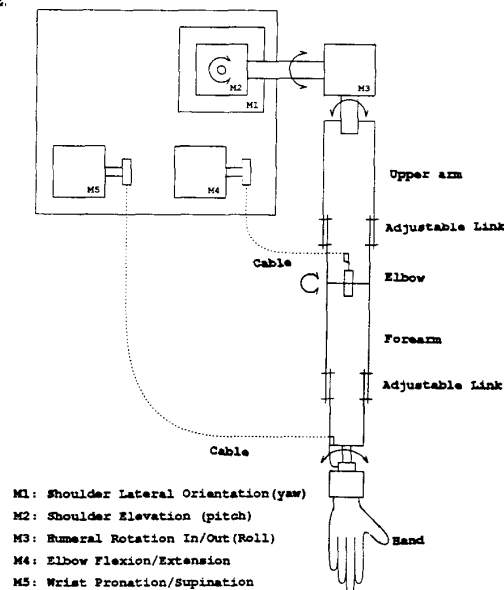 M2
M1
M3
M5
M4
Upper arm
Adjustable Link
Cable
Elbow
Forearm
Adjustable Link
Cable
Hand
M1: Shoulder Lateral Orientation(yaw)
M2: Shoulder Elevation (pitch)
M3: Humeral Rotation In/Out(Roll)
M4: Elbow Flexion/Extension
M5: Wrist Pronation/Supination